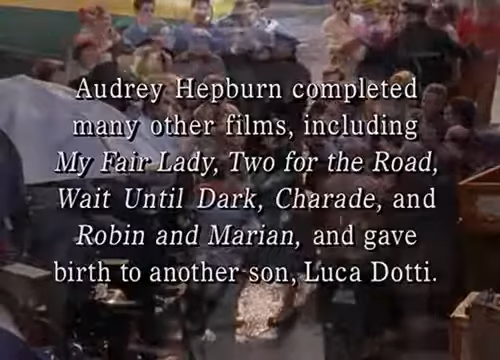 Audrey Hepburn completed
many other films, including
My Fair Lady, Two for the Road,
Wait Until Dark, Charade, and
Robin and Marian, and gave
birth to another son, Luca Dotti.